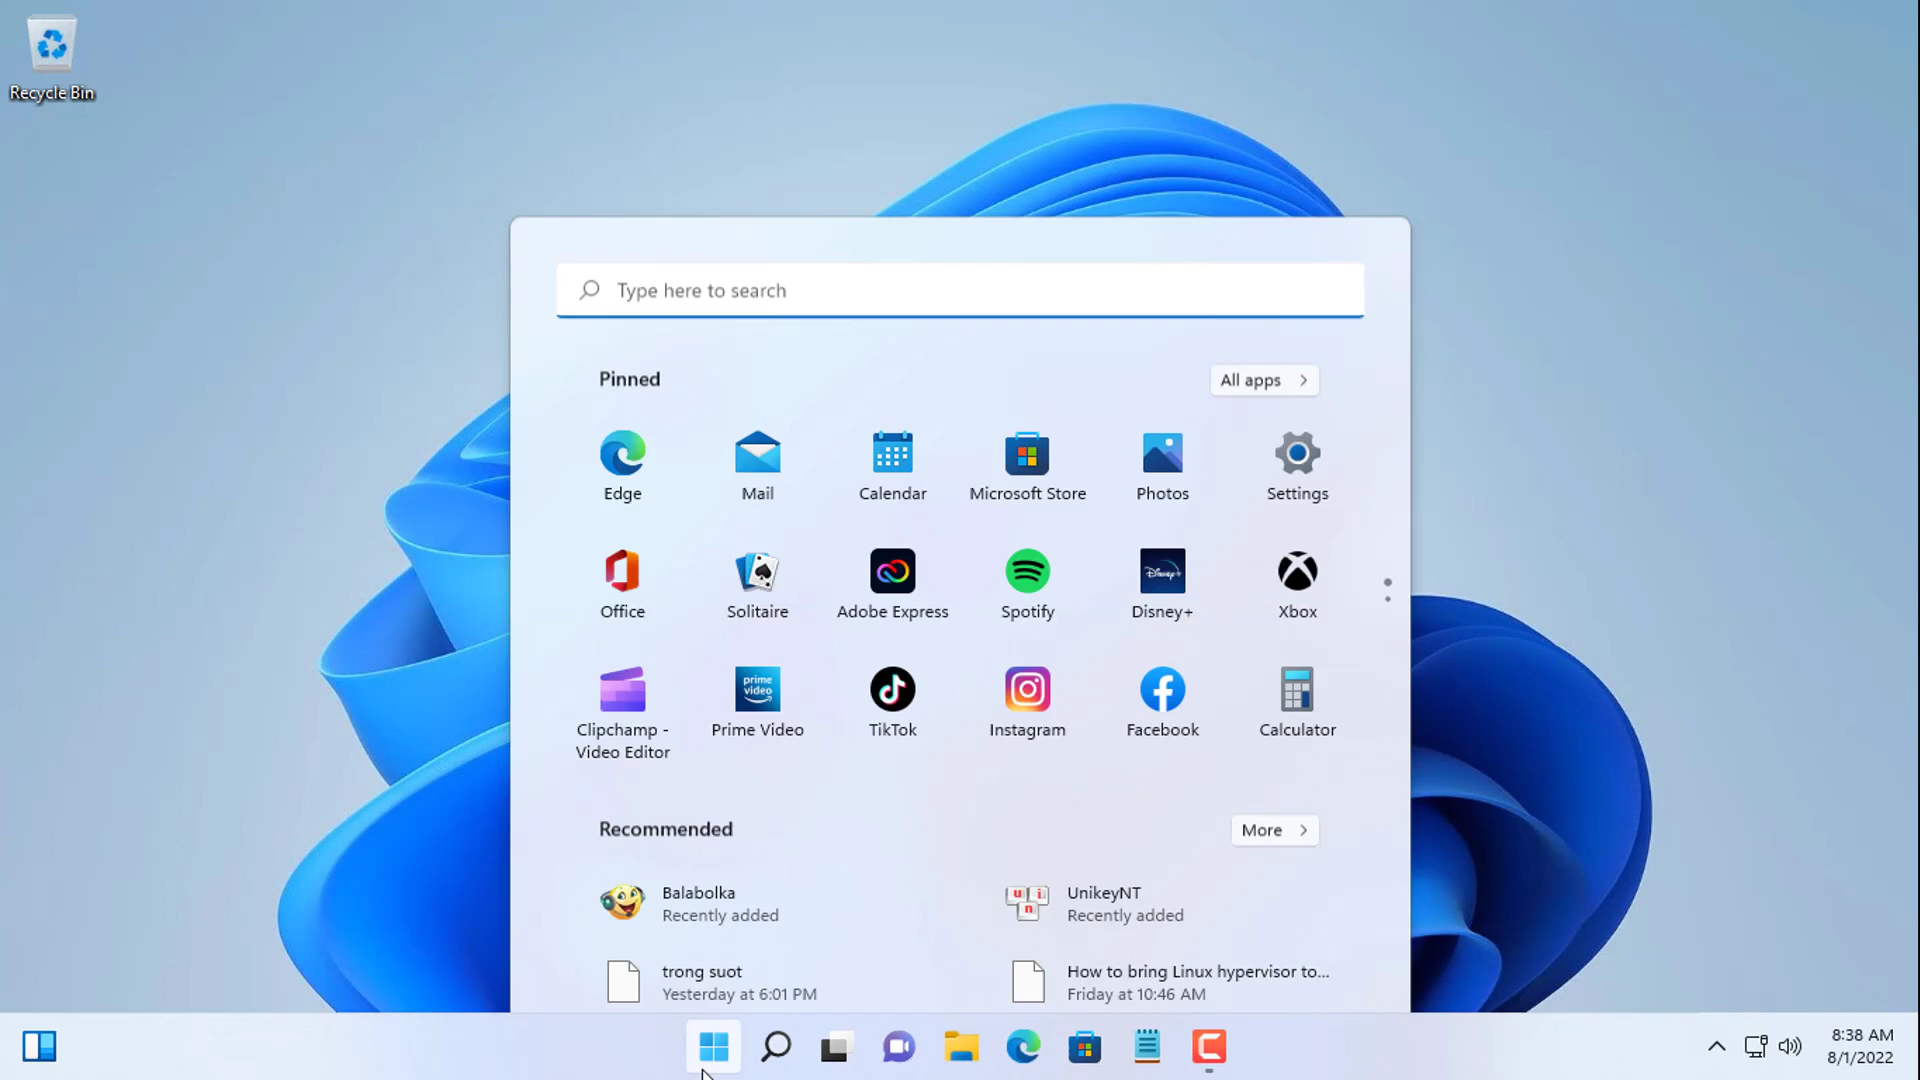 Recycle Bin
Type here to search
Pinned
All apps
Edge
Mail
Calendar
Microsoft Store
Photos
Settings
Office
Solitaire
Adobe Express
Spotify
Disney+
Disney+
Xbox
prime
video
Clipchamp -
Video Editor
Prime Video
TikTok
Instagram
Facebook
Calculator
Recommended
More
Balabolka
Recently added
u i
n
UnikeyNT
Recently added
trong suot
Yesterday at 6:01 PM
How to bring Linux hypervisor to...
Friday at 10:46 AM
8:38 AM
8/1/2022